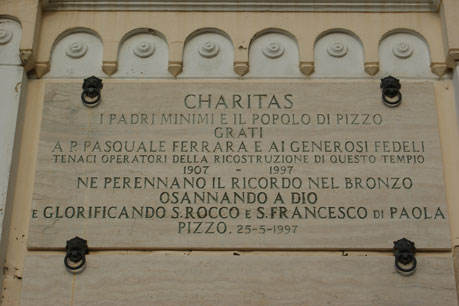 CHARITAS
I PADRI MINIMI E IL POPOLO DI PIZZO
GRATI
A P. PASQUALE FERRARA E AI GENEROSI FEDELI
TENACI OPERATORI DELLA RICOSTRUZIONE DI QUESTO TEMPIO
1907 - 1997
NE PERENNANO IL RICORDO NEL BRONZO
OSANNANDO A DIO
E GLORIFICANDO S. ROCCO E S. FRANCESCO DI PAOLA
PIZZO, 25-5-1997